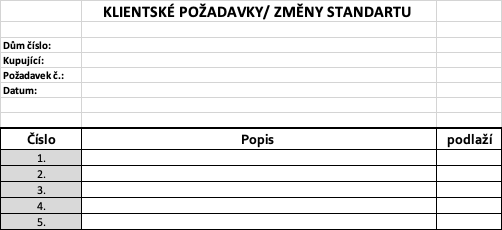 KLIENTSKÉ POŽADAVKY/ ZMĚNY STANDARTU
Dům číslo:
Kupující:
Požadavek č.:
Datum:
Číslo Popis podlaží
1.
2.
3.
4.
5.